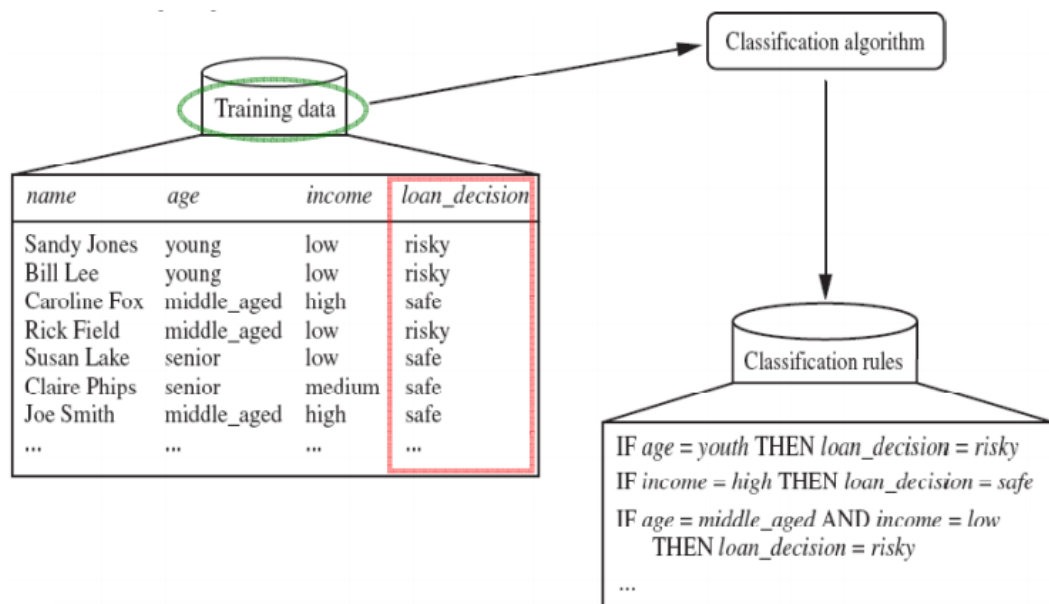 Classification algorithm
Training data
name age income loan_decision
Sandy Jones young low risky
Bill Lee young low risky
Caroline Fox middle_aged high safe
Rick Field middle_aged low risky
Susan Lake senior low safe
Claire Phips senior medium safe
Joe Smith middle_aged high safe
... ... ... ...
Classification rules
IF age = youth THEN loan_decision = risky
IF income = high THEN loan_decision = safe
IF age = middle_aged AND income = low
THEN loan_decision = risky
...